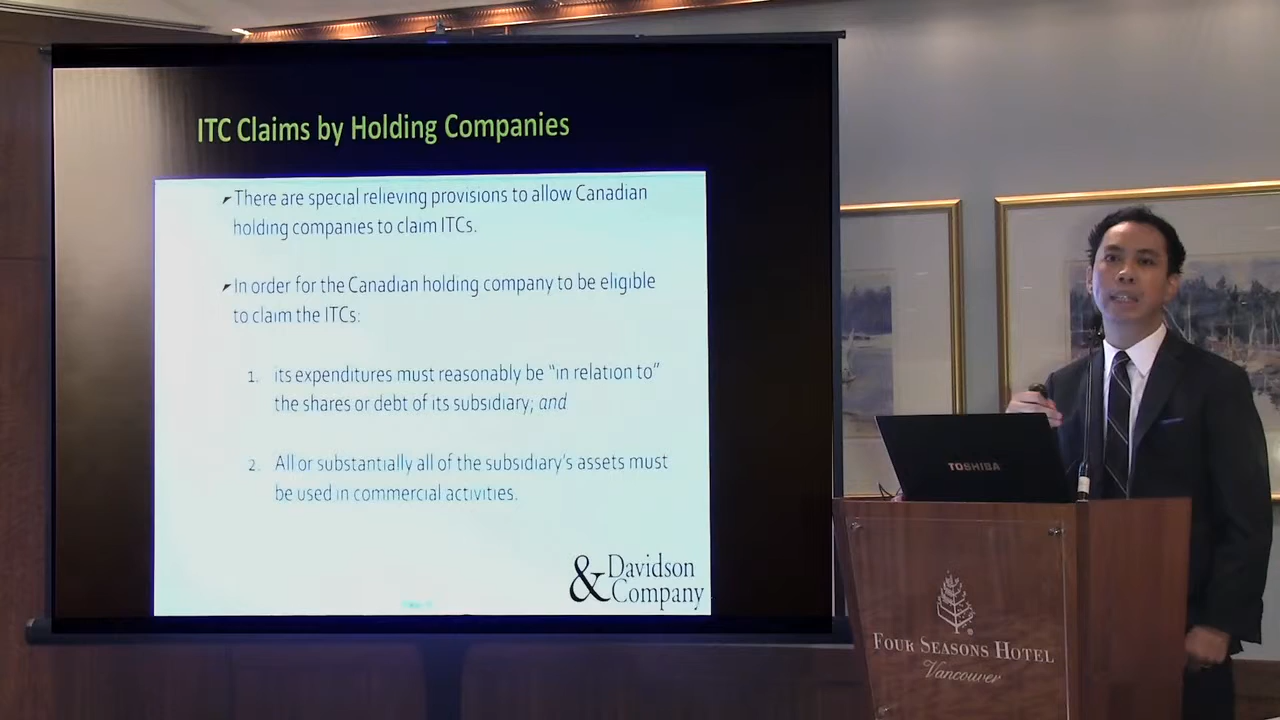 ITC Claims by Holding Companies
There are special relieving provisions to allow Canadian
holding companies to claim ITCs.
In order for the Canadian holding company to be eligible
to claim the ITCs:
1. its expenditures must reasonably be “in relation to”
the shares or debt of its subsidiary; and
2. All or substantially all of the subsidiary’s assets must
be used in commercial activities.
& Davidson
Company
TOSHIBA
FOUR SEASONS HOTEL
Vancouver